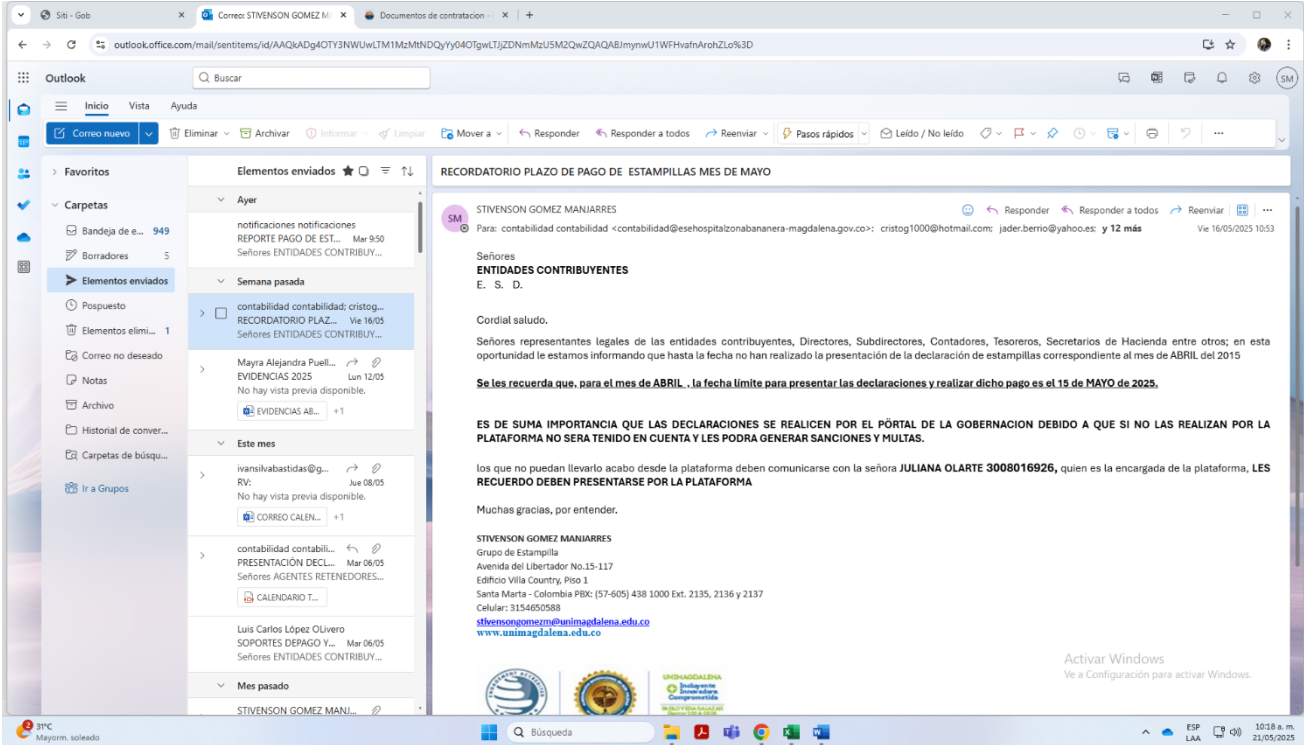 Siti - Gob
Correo: STIVENSON GOMEZ M
Documentos de contratacion -
outlook.office.com/mail/sentitems/id/AAQkADg4OTY3NWUwLTM1MzMtNDQyYy04OTgwLTJjZDNmMzU5M2QwZQAQABJmynwU1WFHvafnArohZLo%3D
Outlook
Buscar
SM
Inicio Vista Ayuda
Correo nuevo Eliminar Archivar Informar Limpiar Mover a Responder Responder a todos Reenviar Pasos rápidos Leído / No leído
Favoritos
Carpetas
Bandeja de e... 949
Borradores 5
Elementos enviados
Pospuesto
Elementos elimi... 1
Correo no deseado
Notas
Archivo
Historial de conver...
Carpetas de búsqu...
Ir a Grupos
Elementos enviados
Ayer
notificaciones notificaciones
REPORTE PAGO DE EST... Mar 9:50
Señores ENTIDADES CONTRIBUY...
Semana pasada
contabilidad contabilidad; cristog...
RECORDATORIO PLAZ... Vie 16/05
Señores ENTIDADES CONTRIBUY...
Mayra Alejandra Puell...
EVIDENCIAS 2025 Lun 12/05
No hay vista previa disponible.
EVIDENCIAS AB... +1
Este mes
ivansilvabastidas@g...
RV: Jue 08/05
No hay vista previa disponible.
CORREO CALEN... +1
contabilidad contabili...
PRESENTACIÓN DECL... Mar 06/05
Señores AGENTES RETENEDORES...
CALENDARIO T...
Luis Carlos López OLivero
SOPORTES DEPAGO Y... Mar 06/05
Señores ENTIDADES CONTRIBUY...
Mes pasado
STIVENSON GOMEZ MANJ...
RECORDATORIO PLAZO DE PAGO DE ESTAMPILLAS MES DE MAYO
SM
STIVENSON GOMEZ MANJARRES
Responder Responder a todos Reenviar
Para: contabilidad contabilidad <contabilidad@esehospitalzonabananera-magdalena.gov.co>; cristog1000@hotmail.com; jader.berrio@yahoo.es; y 12 más
Vie 16/05/2025 10:53
Señores
ENTIDADES CONTRIBUYENTES
E. S. D.
Cordial saludo.
Señores representantes legales de las entidades contribuyentes, Directores, Subdirectores, Contadores, Tesoreros, Secretarios de Hacienda entre otros; en esta
oportunidad le estamos informando que hasta la fecha no han realizado la presentación de la declaración de estampillas correspondiente al mes de ABRIL del 2015
Se les recuerda que, para el mes de ABRIL , la fecha límite para presentar las declaraciones y realizar dicho pago es el 15 de MAYO de 2025.
ES DE SUMA IMPORTANCIA QUE LAS DECLARACIONES SE REALICEN POR EL PÖRTAL DE LA GOBERNACION DEBIDO A QUE SI NO LAS REALIZAN POR LA
PLATAFORMA NO SERA TENIDO EN CUENTA Y LES PODRA GENERAR SANCIONES Y MULTAS.
los que no puedan llevarlo acabo desde la plataforma deben comunicarse con la señora JULIANA OLARTE 3008016926, quien es la encargada de la plataforma, LES
RECUERDO DEBEN PRESENTARSE POR LA PLATAFORMA
Muchas gracias, por entender.
STIVENSON GOMEZ MANJARRES
Grupo de Estampilla
Avenida del Libertador No.15-117
Edificio Villa Country, Piso 1
Santa Marta - Colombia PBX: (57-605) 438 1000 Ext. 2135, 2136 y 2137
Celular: 3154650588
stivensongomezm@unimagdalena.edu.co
www.unimagdalena.edu.co
UNIMAGDALENA
Incluyente
Innovadora
Comprometida
Activar Windows
Ve a Configuración para activar Windows.
2
31°C
Mayorm. soleado
Búsqueda
ESP
LAA
10:18 a. m.
21/05/2025